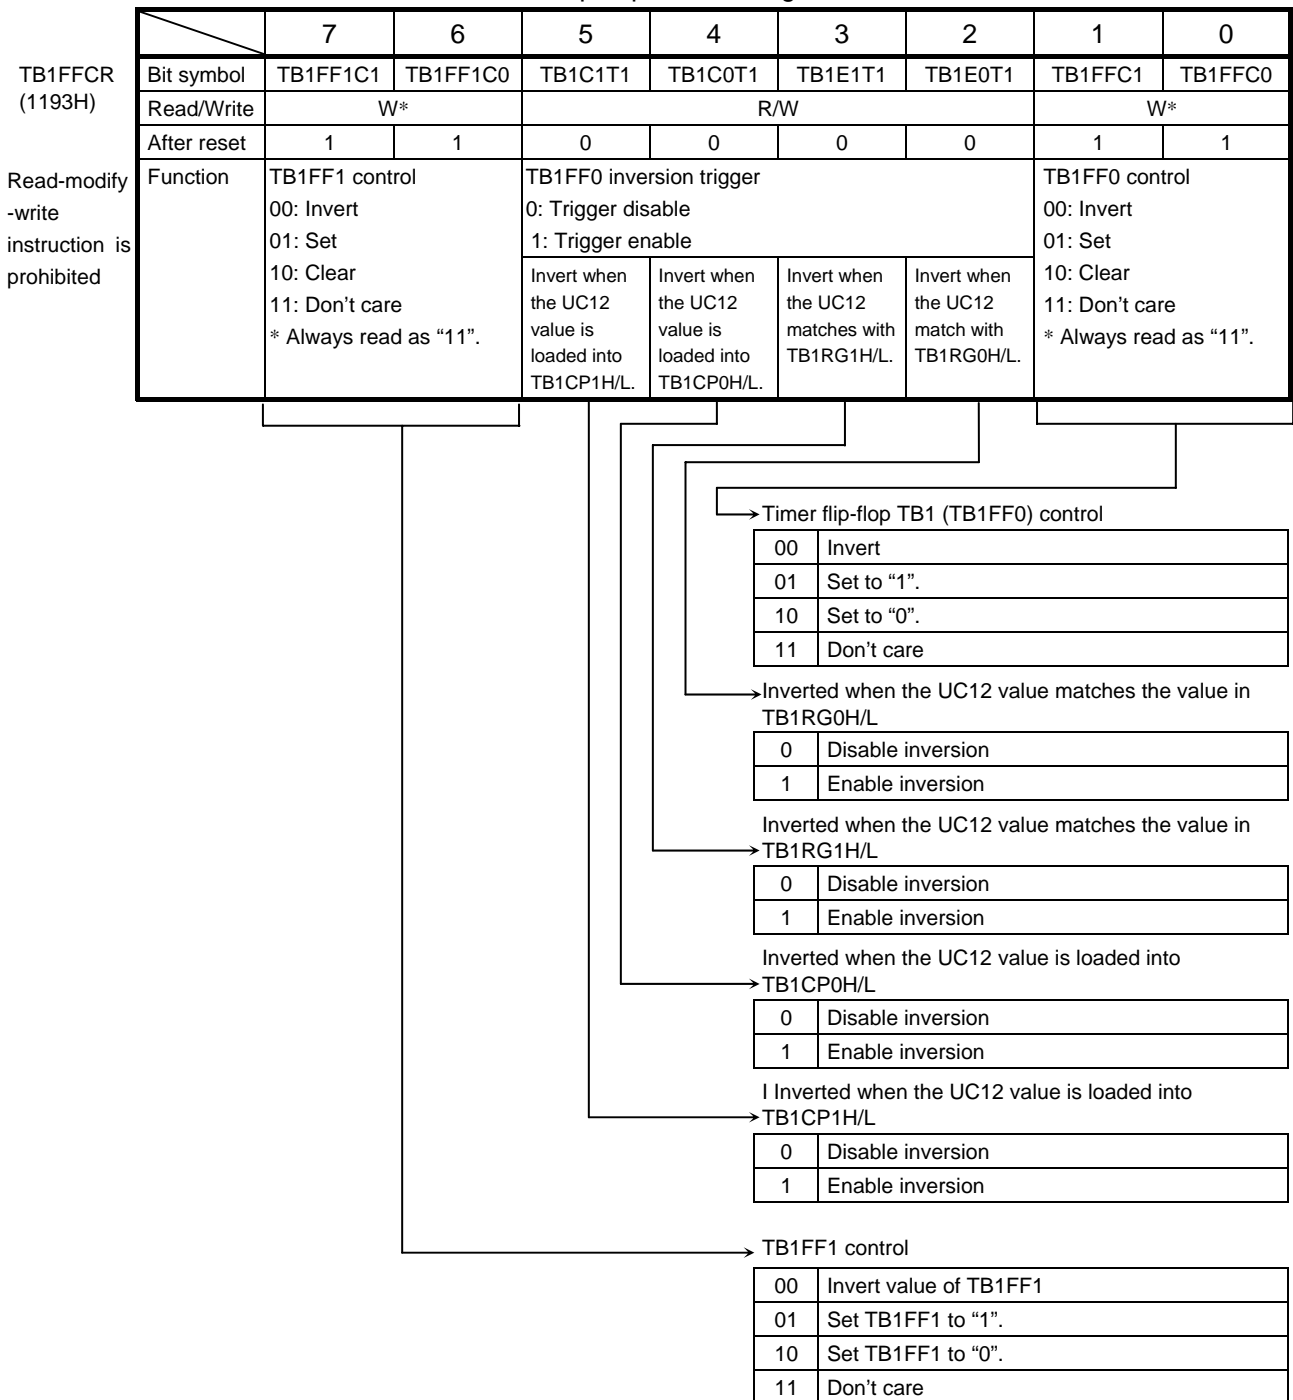 7 6 5 4 3 2 1 0
TB1FFCR
(1193H)
Bit symbol TB1FF1C1 TB1FF1C0 TB1C1T1 TB1C0T1 TB1E1T1 TB1E0T1 TB1FFC1 TB1FFC0
Read/Write W* R/W W*
After reset 1 1 0 0 0 0 1 1
Read-modify
-write
instruction is
prohibited
Function
TB1FF1 control
00: Invert
01: Set
10: Clear
11: Don't care
* Always read as “11”.
TB1FF0 inversion trigger
0: Trigger disable
1: Trigger enable
Invert when
the UC12
value is
loaded into
TB1CP1H/L.
Invert when
the UC12
value is
loaded into
TB1CP0H/L.
Invert when
the UC12
matches with
TB1RG1H/L.
Invert when
the UC12
match with
TB1RG0H/L.
TB1FF0 control
00: Invert
01: Set
10: Clear
11: Don't care
* Always read as “11”.
Timer flip-flop TB1 (TB1FF0) control
00 Invert
01 Set to “1”.
10 Set to “0”.
11 Don't care
Inverted when the UC12 value matches the value in
TB1RG0H/L
0 Disable inversion
1 Enable inversion
Inverted when the UC12 value matches the value in
TB1RG1H/L
0 Disable inversion
1 Enable inversion
Inverted when the UC12 value is loaded into
TB1CP0H/L
0 Disable inversion
1 Enable inversion
I Inverted when the UC12 value is loaded into
TB1CP1H/L
0 Disable inversion
1 Enable inversion
TB1FF1 control
00 Invert value of TB1FF1
01 Set TB1FF1 to “1”.
10 Set TB1FF1 to “0”.
11 Don't care